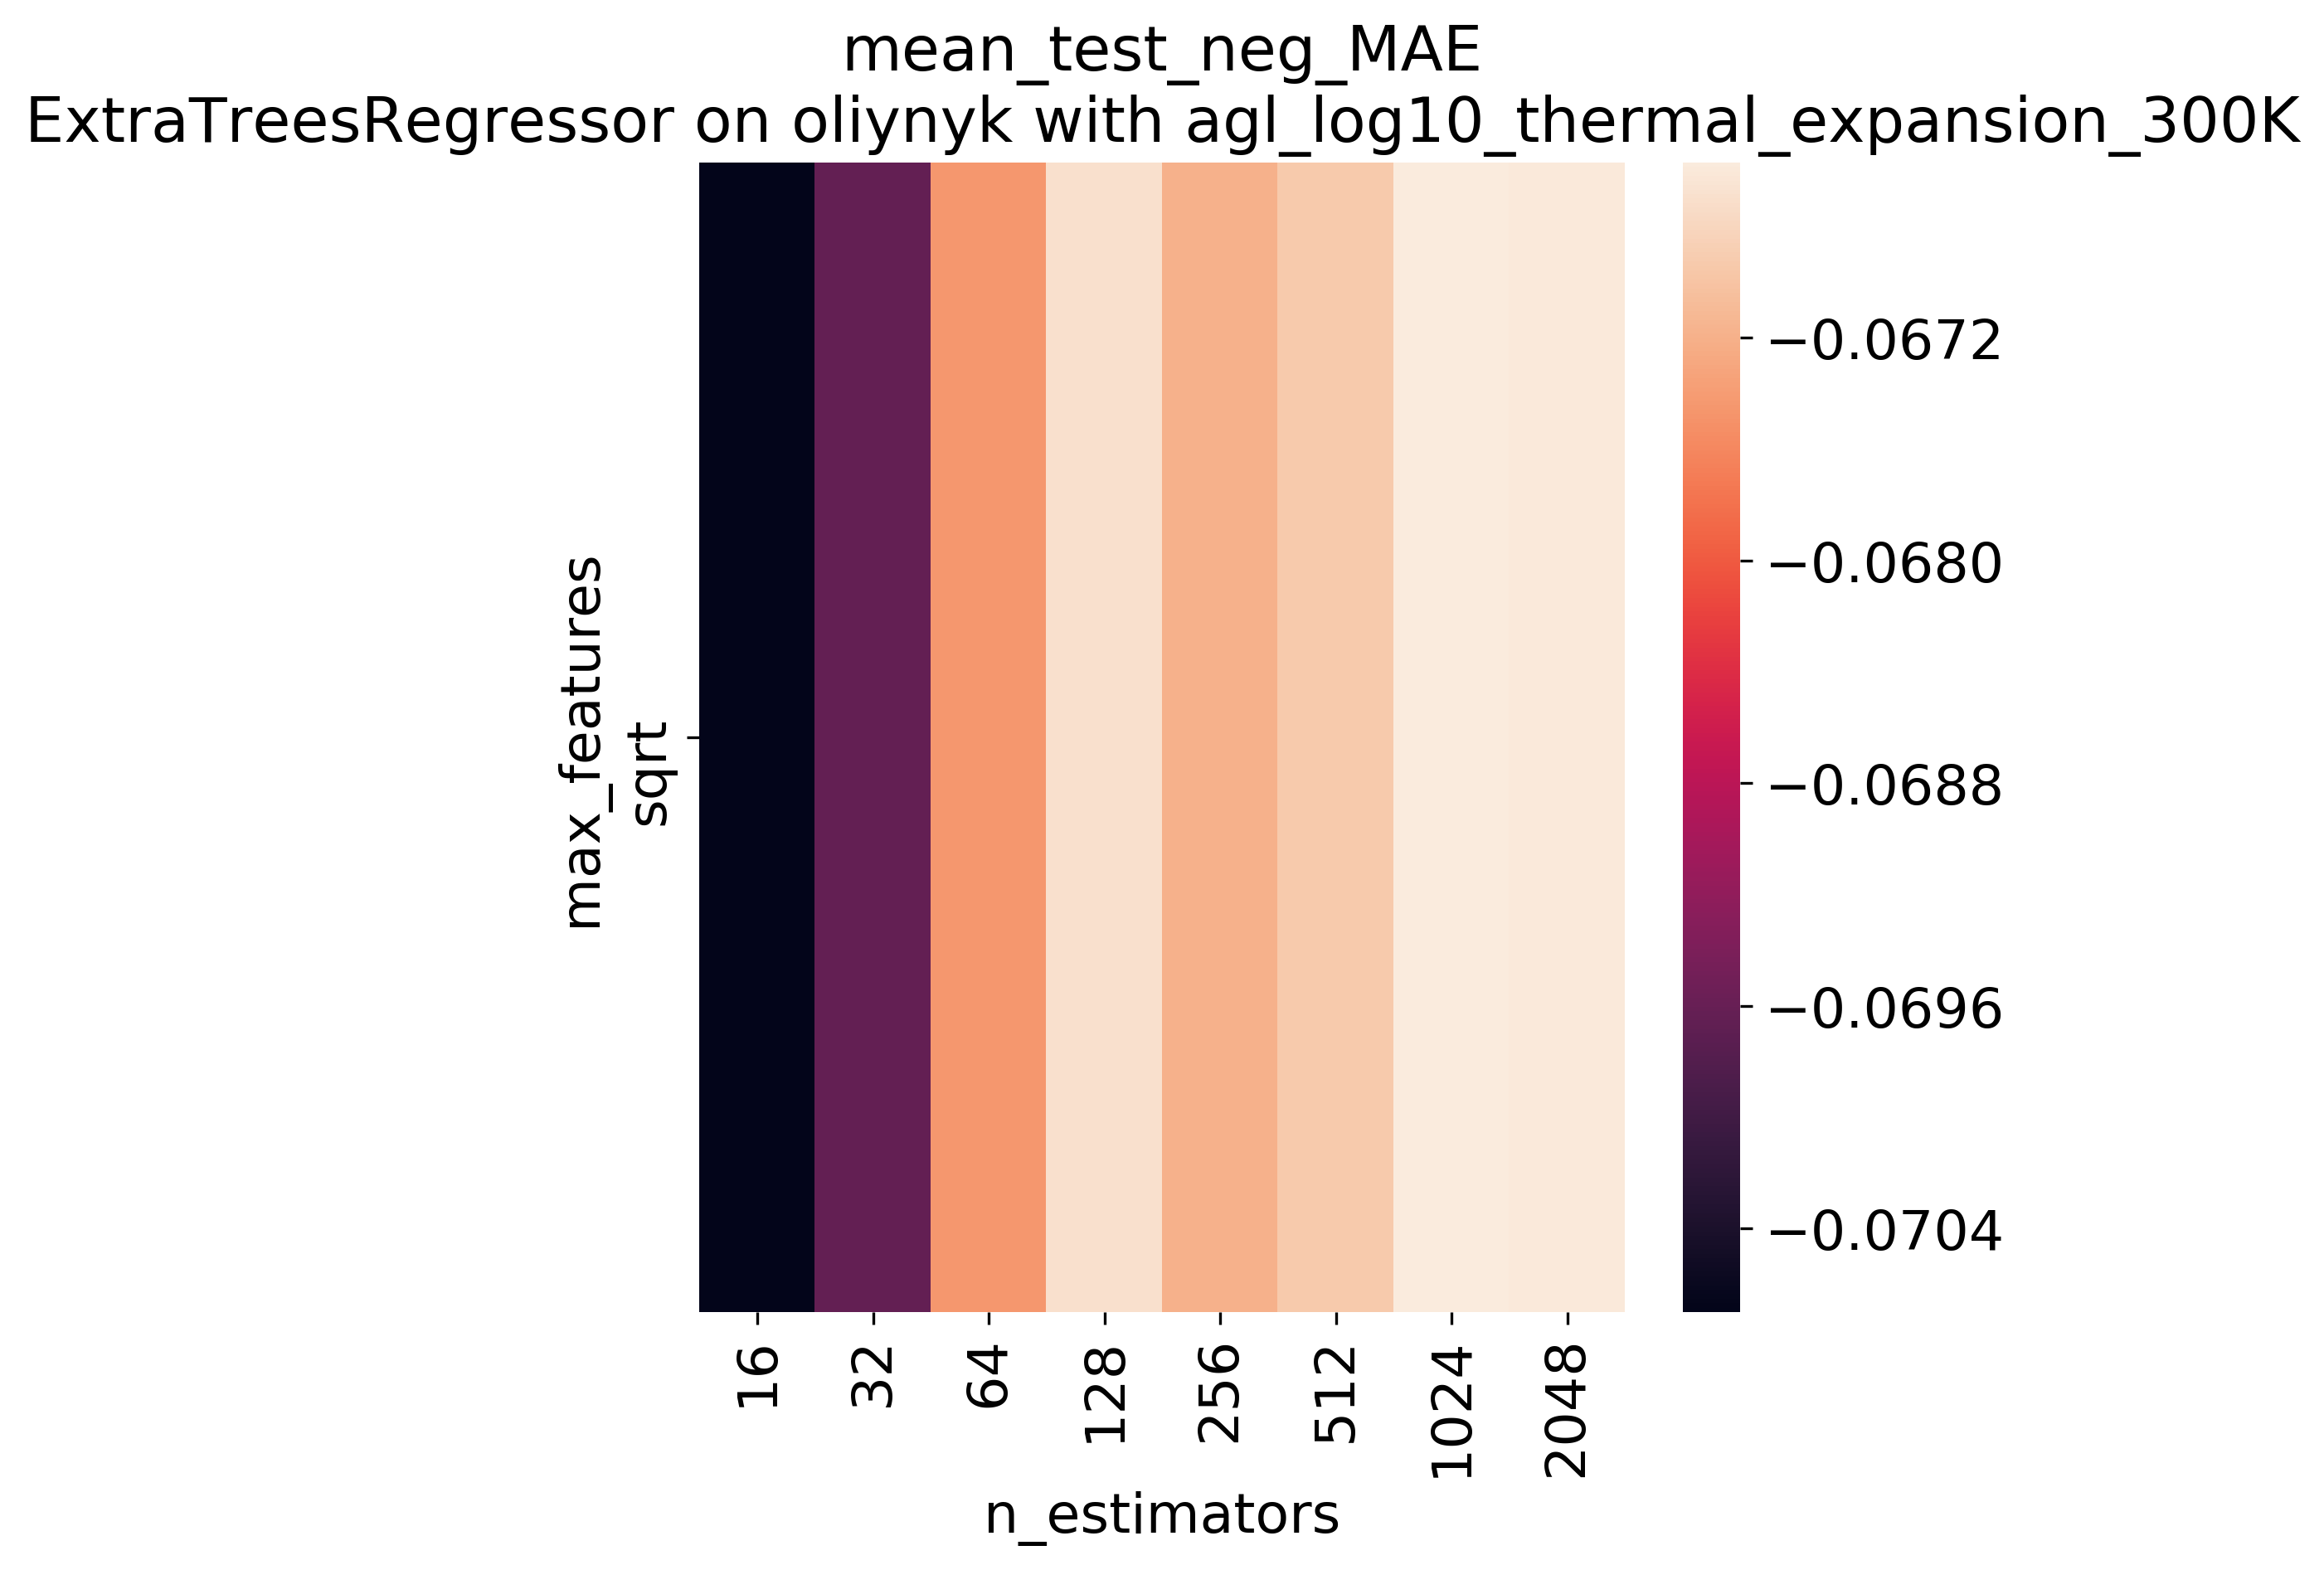 mean_test_neg_MAE
ExtraTreesRegressor on olivnyk with agl_log10_thermal_expansion_300K
max_features
sqrt
16
32
64
128
256
512
1024
2048
n_estimators
−0.0672
−0.0680
−0.0688
−0.0696
−0.0704